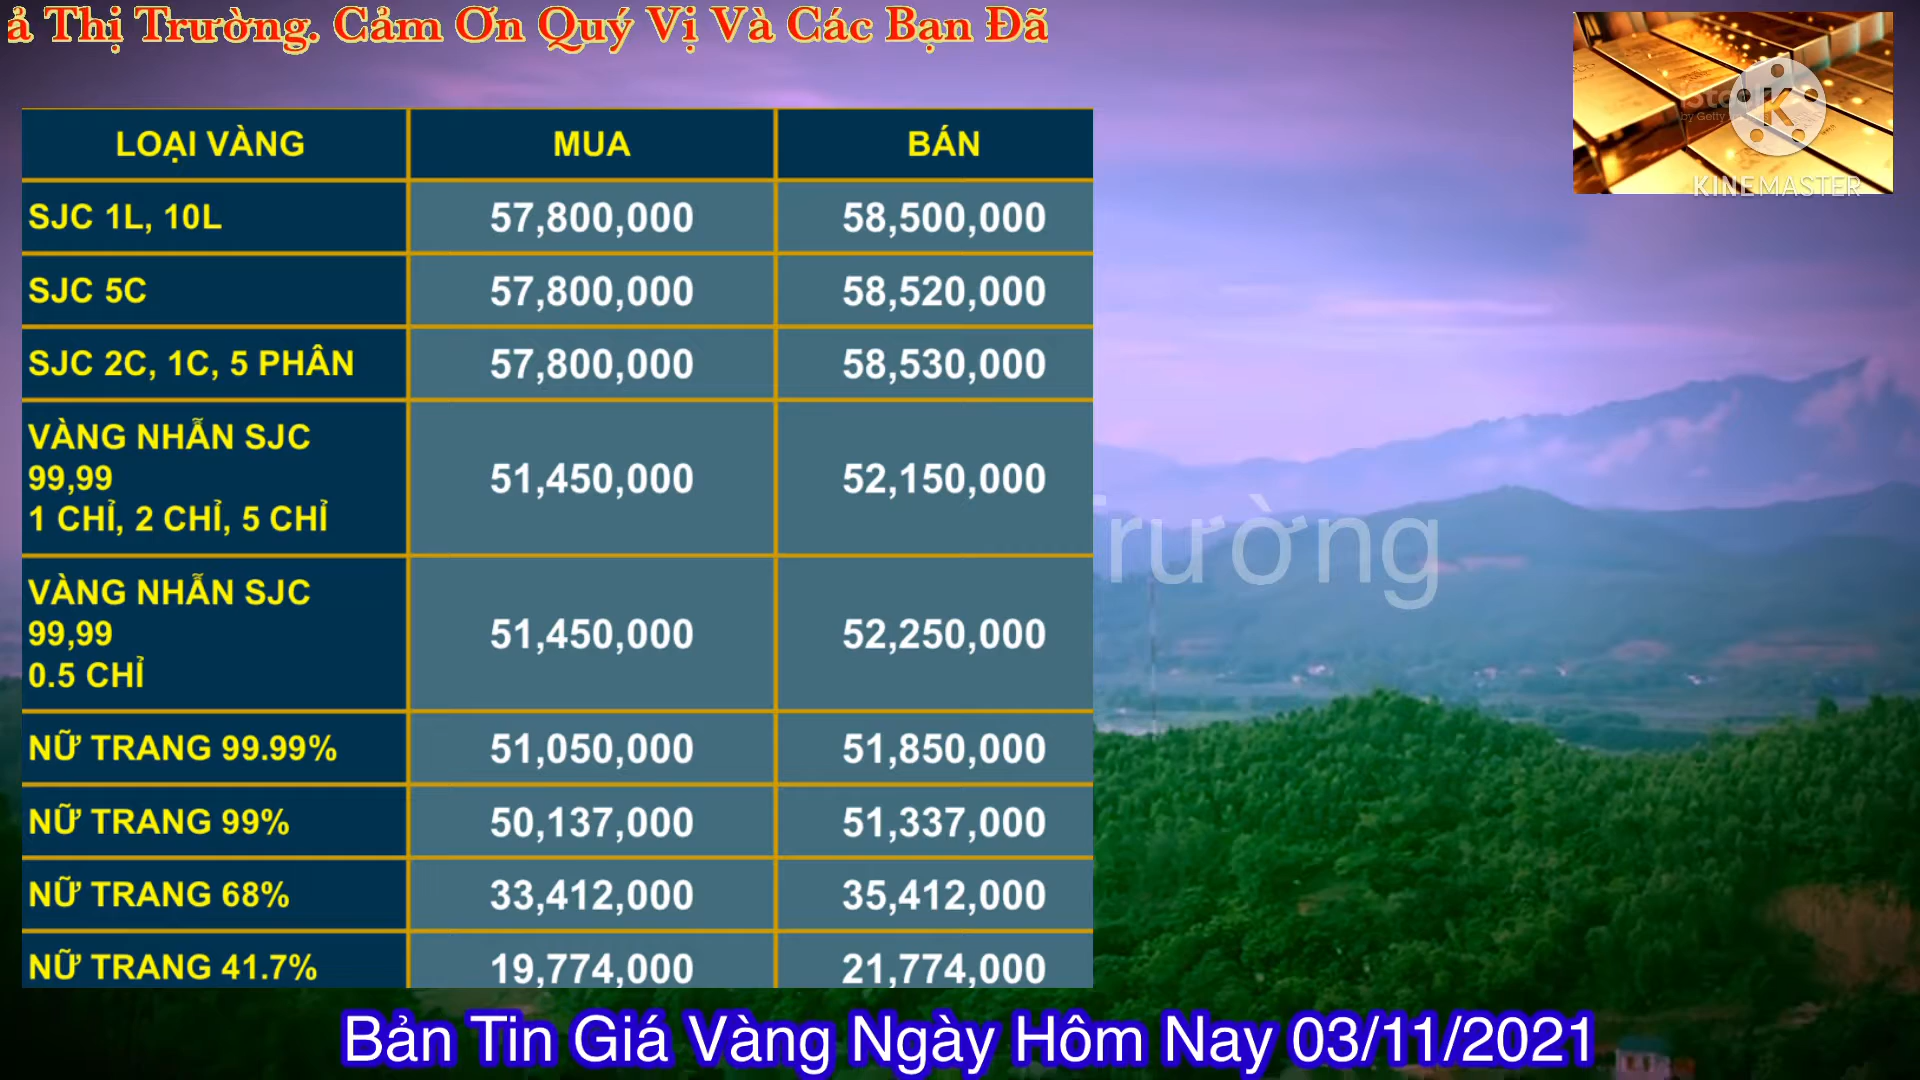 ả Thị Trường. Cảm Ơn Quý Vị Và Các Bạn Đã
KINEMASTER
LOẠI VÀNG MUA BÁN
SJC 1L, 10L 57,800,000 58,500,000
SJC 5C 57,800,000 58,520,000
SJC 2C, 1C, 5 PHÂN 57,800,000 58,530,000
VÀNG NHẪN SJC
99,99
1 CHỈ, 2 CHỈ, 5 CHỈ 51,450,000 52,150,000
VÀNG NHẪN SJC
99,99
0.5 CHỈ 51,450,000 52,250,000
Trường
NỮ TRANG 99.99% 51,050,000 51,850,000
NỮ TRANG 99% 50,137,000 51,337,000
NỮ TRANG 68% 33,412,000 35,412,000
NỮ TRANG 41.7% 19,774,000 21,774,000
Bản Tin Giá Vàng Ngày Hôm Nay 03/11/2021